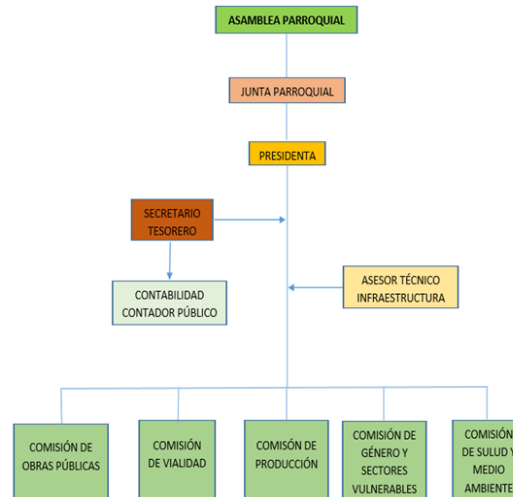 ASAMBLEA PARROQUIAL
JUNTA PARROQUIAL
PRESIDENTA
SECRETARIO
TESORERO
CONTABILIDAD
CONTADOR PÚBLICO
ASESOR TÉCNICO
INFRAESTRUCTURA
COMISIÓN DE
OBRAS PÚBLICAS
COMISIÓN
DE VIALIDAD
COMISÓN DE
PRODUCCIÓN
COMISIÓN DE
GÉNERO Y
SECTORES
VULNERABLES
COMISIÓN
DE SULUD Y
MEDIO
AMBIENTE